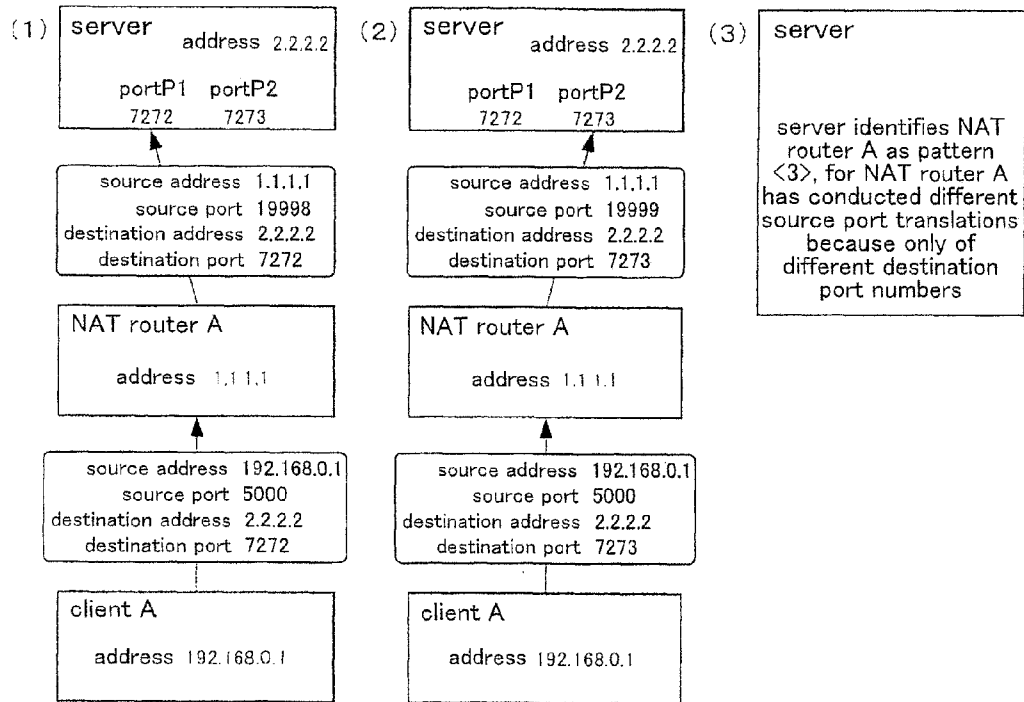 (1)
server
address 2.2.2.2
portP1 portP2
7272 7273
source address 1.1.1.1
source port 19998
destination address 2.2.2.2
destination port 7272
NAT router A
address 1.1.1.1
source address 192.168.0.1
source port 5000
destination address 2.2.2.2
destination port 7272
client A
address 192.168.0.1
(2)
server
address 2.2.2.2
portP1 portP2
7272 7273
source address 1.1.1.1
source port 19999
destination address 2.2.2.2
destination port 7273
NAT router A
address 1.1.1.1
source address 192.168.0.1
source port 5000
destination address 2.2.2.2
destination port 7273
client A
address 192.168.0.1
(3)
server
server identifies NAT
router A as pattern
<3>, for NAT router A
has conducted different
source port translations
because only of
different destination
port numbers